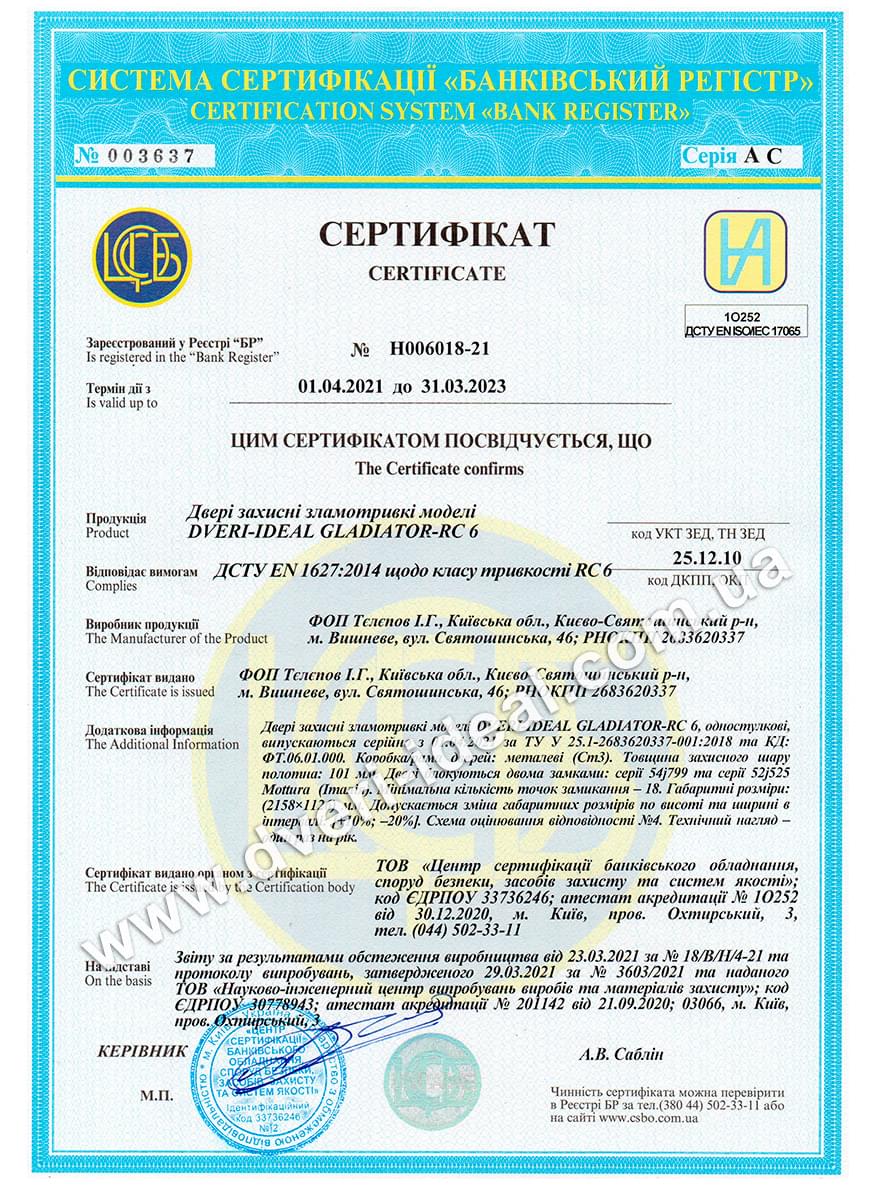 СИСТЕМА СЕРТИФІКАЦІЇ «БАНКІВСЬКИЙ РЕГІСТР»
CERTIFICATION SYSTEM «BANK REGISTER»
№ 003637
Серія А С
ЦСБ
СЕРТИФІКАТ
CERTIFICATE
1О252
ДСТУ EN ISO/IEC 17065
Зареєстрований у Реєстрі “БР”
Is registered in the “Bank Register”
№ Н006018-21
Термін дії з
Is valid up to
01.04.2021 до 31.03.2023
ЦИМ СЕРТИФІКАТОМ ПОСВІДЧУЄТЬСЯ, ЩО
The Certificate confirms
Продукція
Product
Двері захисні зламотривкі моделі
DVERI-IDEAL GLADIATOR-RC 6
код УКТ ЗЕД, ТН ЗЕД
25.12.10
код ДКПП, ОКП
Відповідає вимогам
Complies
ДСТУ EN 1627:2014 щодо класу тривкості RC 6
Виробник продукції
The Manufacturer of the Product
ФОП Тєлєпов І.Г., Київська обл., Києво-Святошинський р-н,
м. Вишневе, вул. Святошинська, 46; РНОКПП 2683620337
Сертифікат видано
The Certificate is issued
ФОП Тєлєпов І.Г., Київська обл., Києво-Святошинський р-н,
м. Вишневе, вул. Святошинська, 46; РНОКПП 2683620337
Додаткова інформація
The Additional Information
Двері захисні зламотривкі моделі DVERI-IDEAL GLADIATOR-RC 6, одностулкові,
випускаються серійно з за ТУ У 25.1-2683620337-001:2018 та КД:
ФТ.06.01.000. Коробка дверей: металеві (Ст3). Товщина захисного шару
полотна: 101 мм. Двері блокуються двома замками: серії 54j799 та серії 52j525
Mottura (Італія). Мінімальна кількість точок замикання – 18. Габаритні розміри:
мм. Допускається зміна габаритних розмірів по висоті та ширині в
інтервалі [+10%; –20%]. Схема оцінювання відповідності №4. Технічний нагляд –
один раз на рік.
Сертифікат видано органом з сертифікації
The Certificate is issued by the Certification body
ТОВ «Центр сертифікації банківського обладнання,
споруд безпеки, засобів захисту та систем якості»;
код ЄДРПОУ 33736246; атестат акредитації № 1О252
від 30.12.2020, м. Київ, пров. Охтирський, 3,
тел. (044) 502-33-11
На підставі
On the basis
Звіту за результатами обстеження виробництва від 23.03.2021 за № 18/В/Н/4-21 та
протоколу випробувань, затвердженого 29.03.2021 за № 3603/2021 та наданого
ТОВ «Науково-інженерний центр випробувань виробів та матеріалів захисту»; код
ЄДРПОУ 30778943; атестат акредитації № 201142 від 21.09.2020; 03066, м. Київ,
пров. Охтирський, 3
КЕРІВНИК
А.В. Саблін
М.П.
«ЦЕНТР
СЕРТИФІКАЦІЇ
БАНКІВСЬКОГО
ОБЛАДНАННЯ,
СПОРУД БЕЗПЕКИ,
ЗАСОБІВ ЗАХИСТУ
ТА СИСТЕМ ЯКОСТІ»
Ідентифікаційний
код 33736246
№2
Чинність сертифіката можна перевірити
в Реєстрі БР за тел.(380 44) 502-33-11 або
на сайті www.csbo.com.ua
www.dveri-ideal.com.ua